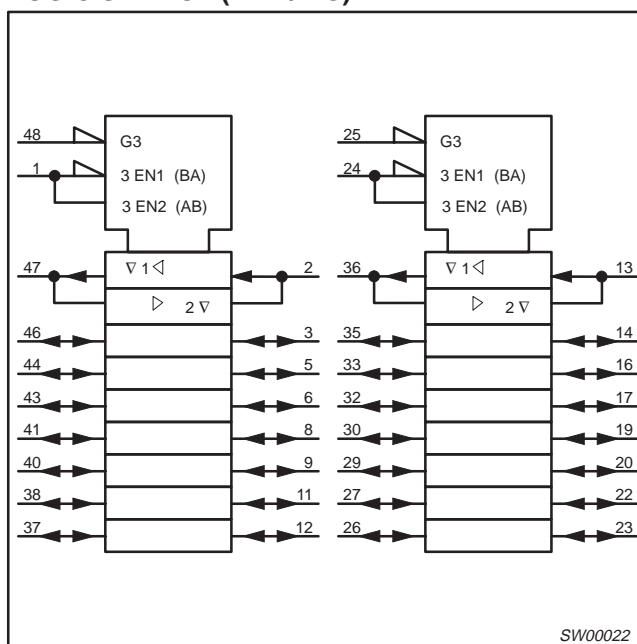 48 G3
1 3 EN1 (BA)
3 EN2 (AB)
47 ∇ 1 ◁ 2
▷ 2 ∇
46 3
44 5
43 6
41 8
40 9
38 11
37 12
25 G3
24 3 EN1 (BA)
3 EN2 (AB)
36 ∇ 1 ◁ 13
▷ 2 ∇
35 14
33 16
32 17
30 19
29 20
27 22
26 23
SW00022